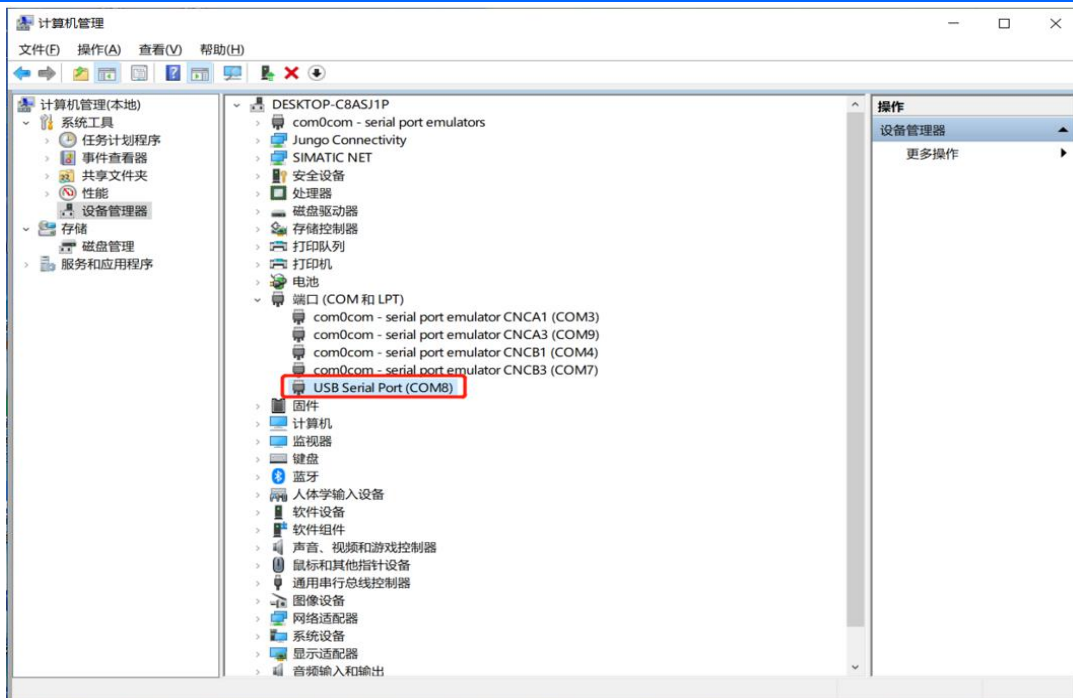 计算机管理
文件(F) 操作(A) 查看(V) 帮助(H)
计算机管理(本地)
系统工具
任务计划程序
事件查看器
共享文件夹
性能
设备管理器
存储
磁盘管理
服务和应用程序
DESKTOP-C8ASJ1P
com0com - serial port emulators
Jungo Connectivity
SIMATIC NET
安全设备
处理器
磁盘驱动器
存储控制器
打印队列
打印机
电池
端口 (COM 和 LPT)
com0com - serial port emulator CNCA1 (COM3)
com0com - serial port emulator CNCA3 (COM9)
com0com - serial port emulator CNCB1 (COM4)
com0com - serial port emulator CNCB3 (COM7)
USB Serial Port (COM8)
固件
计算机
监视器
键盘
蓝牙
人体学输入设备
软件设备
软件组件
声音、视频和游戏控制器
鼠标和其他指针设备
通用串行总线控制器
图像设备
网络适配器
系统设备
显示适配器
音频输入和输出
操作
设备管理器
更多操作